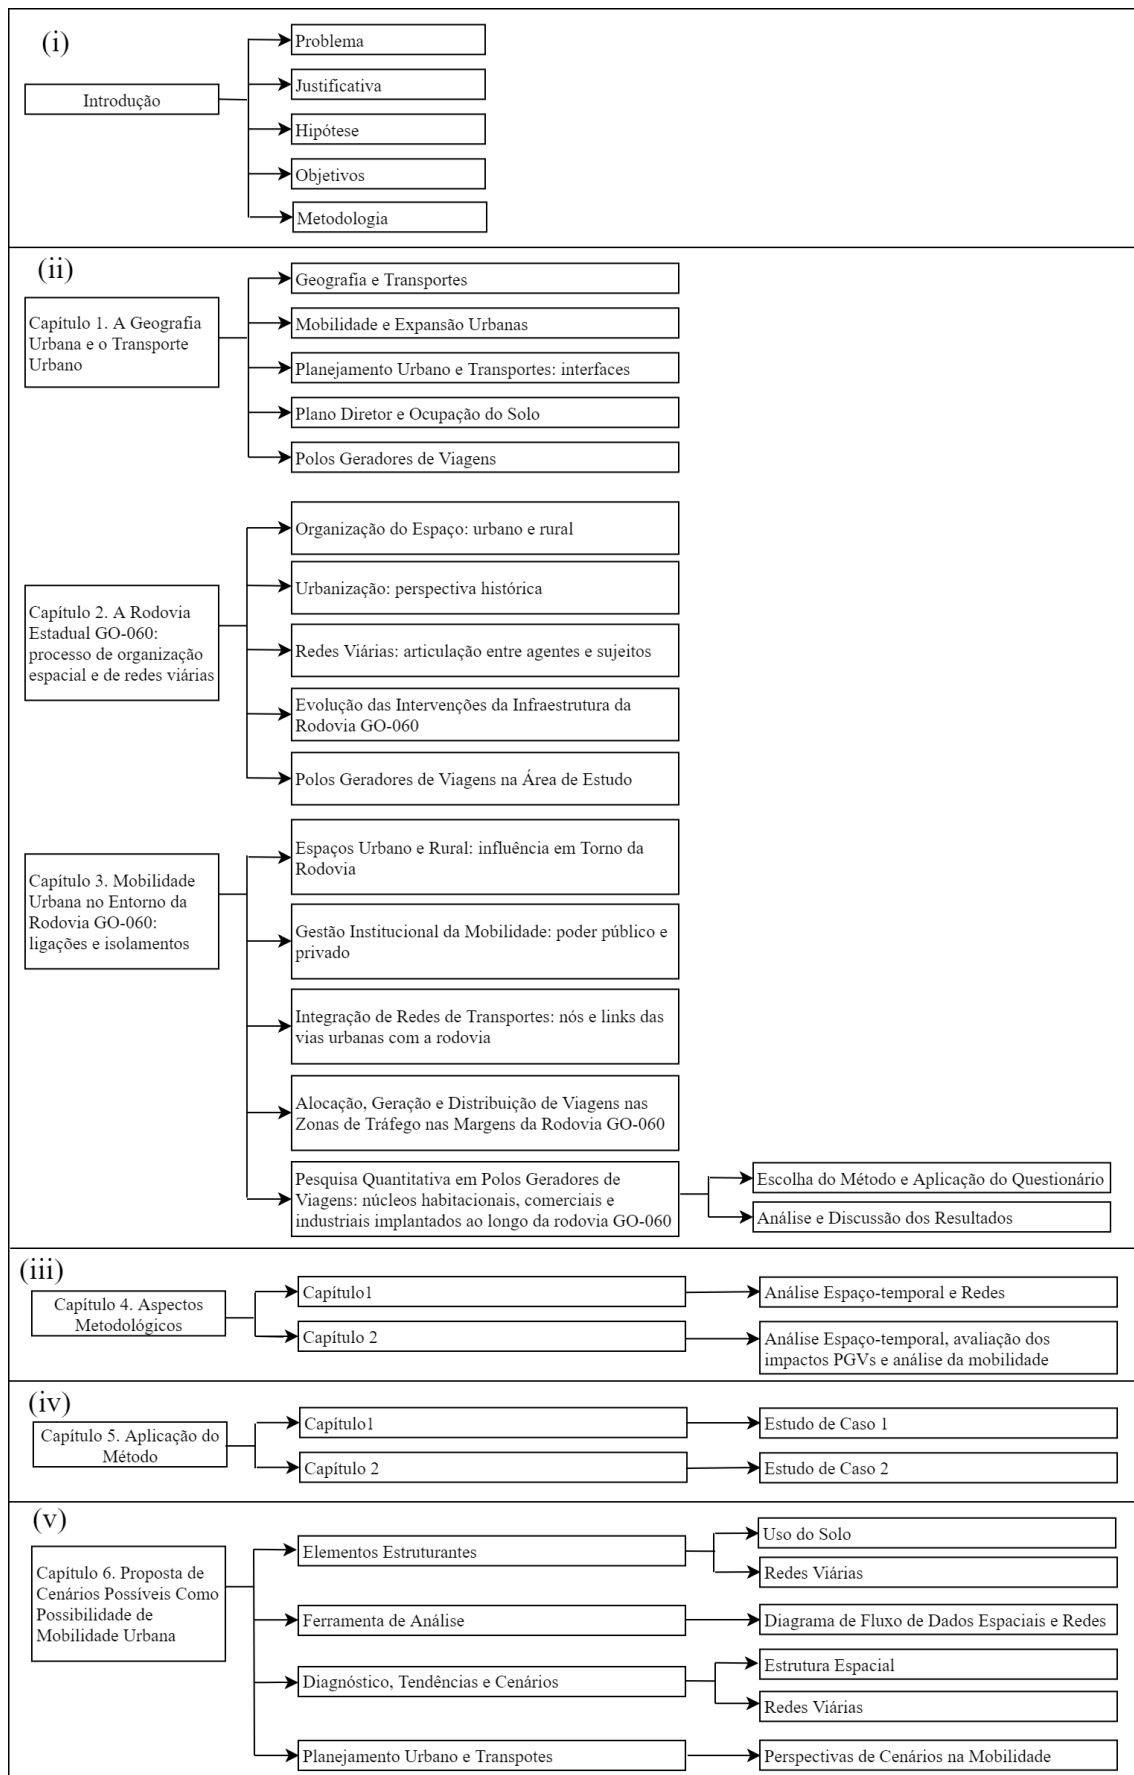 (i)
Introdução
Problema
Justificativa
Hipótese
Objetivos
Metodologia
(ii)
Capítulo 1. A Geografia
Urbana e o Transporte
Urbano
Geografia e Transportes
Mobilidade e Expansão Urbanas
Planejamento Urbano e Transportes: interfaces
Plano Diretor e Ocupação do Solo
Polos Geradores de Viagens
Capítulo 2. A Rodovia
Estadual GO-060:
processo de organização
espacial e de redes viárias
Organização do Espaço: urbano e rural
Urbanização: perspectiva histórica
Redes Viárias: articulação entre agentes e sujeitos
Evolução das Intervenções da Infraestrutura da
Rodovia GO-060
Polos Geradores de Viagens na Área de Estudo
Capítulo 3. Mobilidade
Urbana no Entorno da
Rodovia GO-060:
ligações e isolamentos
Espaços Urbano e Rural: influência em Torno da
Rodovia
Gestão Institucional da Mobilidade: poder público e
privado
Integração de Redes de Transportes: nós e links das
vias urbanas com a rodovia
Alocação, Geração e Distribuição de Viagens nas
Zonas de Tráfego nas Margens da Rodovia GO-060
Pesquisa Quantitativa em Polos Geradores de
Viagens: núcleos habitacionais, comerciais e
industriais implantados ao longo da rodovia GO-060
Escolha do Método e Aplicação do Questionário
Análise e Discussão dos Resultados
(iii)
Capítulo 4. Aspectos
Metodológicos
Capítulo1
Análise Espaço-temporal e Redes
Capítulo 2
Análise Espaço-temporal, avaliação dos
impactos PGVs e análise da mobilidade
(iv)
Capítulo 5. Aplicação do
Método
Capítulo1
Estudo de Caso 1
Capítulo 2
Estudo de Caso 2
(v)
Capítulo 6. Proposta de
Cenários Possíveis Como
Possibilidade de
Mobilidade Urbana
Elementos Estruturantes
Uso do Solo
Redes Viárias
Ferramenta de Análise
Diagrama de Fluxo de Dados Espaciais e Redes
Diagnóstico, Tendências e Cenários
Estrutura Espacial
Redes Viárias
Planejamento Urbano e Transpotes
Perspectivas de Cenários na Mobilidade